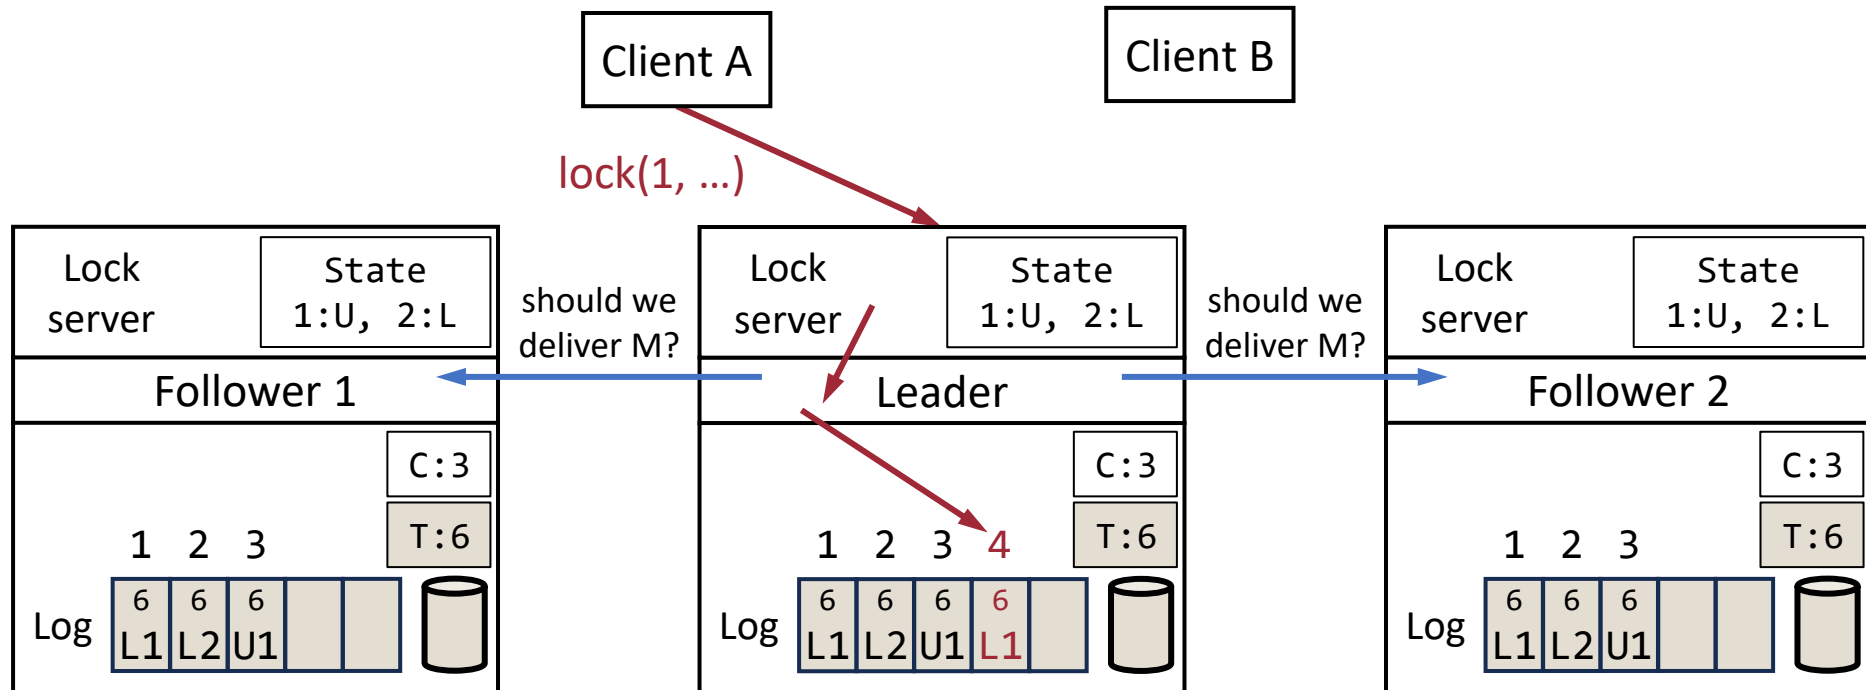 Client A
Client B
lock(1, …)
Lock
server
State
1:U, 2:L
should we
deliver M?
Lock
server
State
1:U, 2:L
should we
deliver M?
Lock
server
State
1:U, 2:L
Follower 1
Leader
Follower 2
C:3
T:6
1 2 3
6 6 6
Log L1 L2 U1
C:3
T:6
1 2 3 4
6 6 6 6
Log L1 L2 U1 L1
C:3
T:6
1 2 3
6 6 6
Log L1 L2 U1